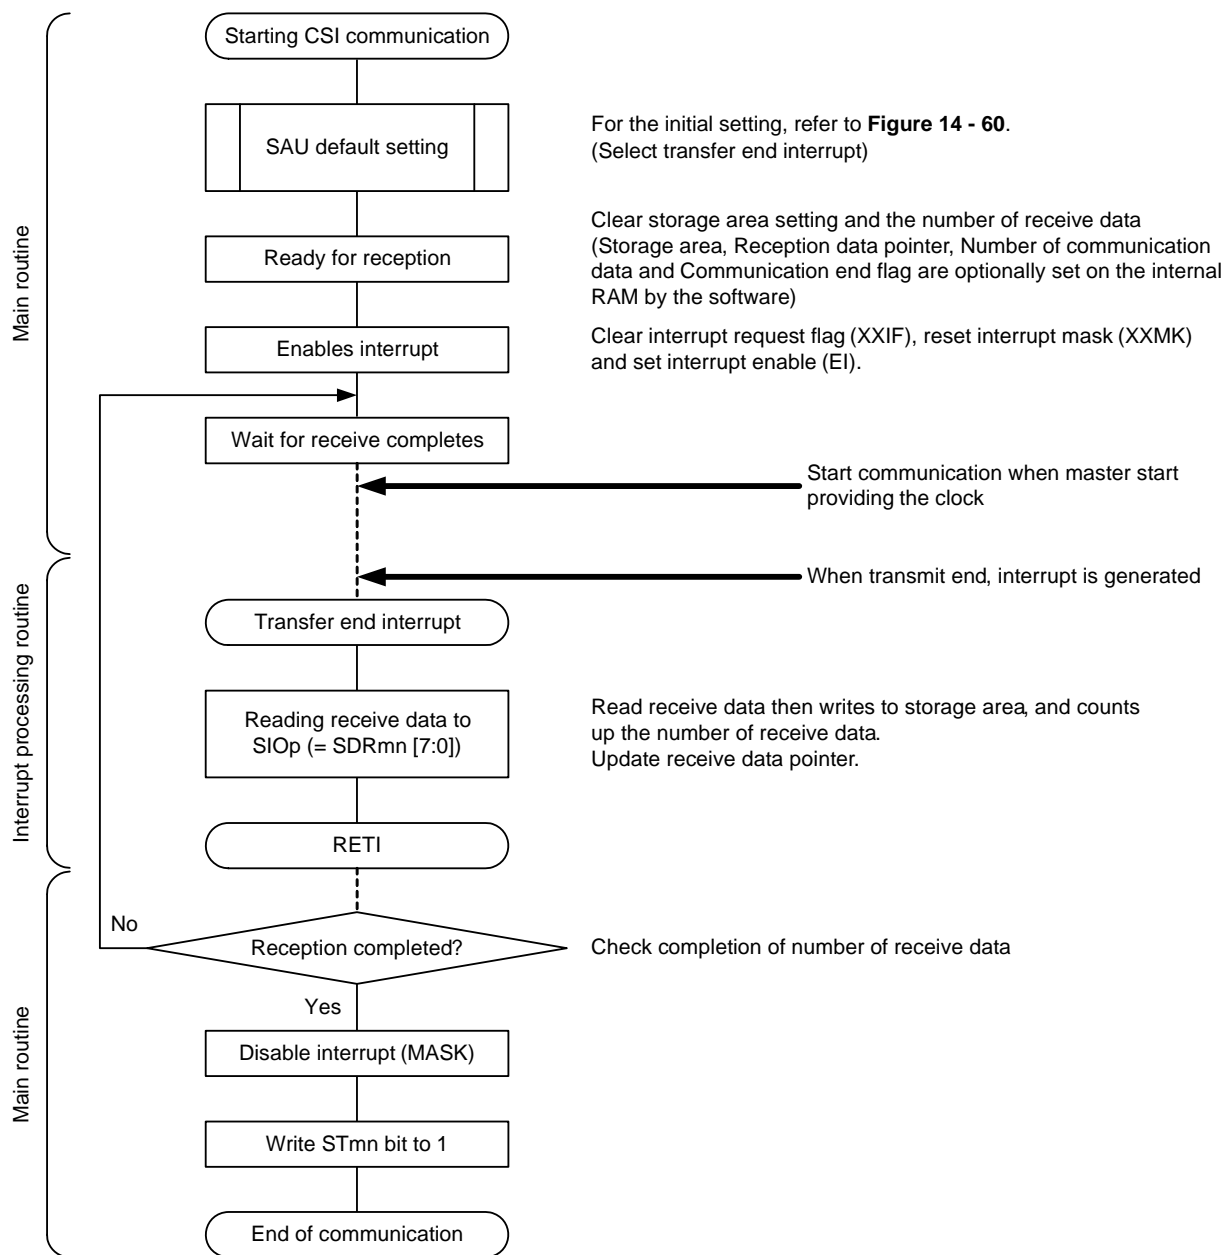 Starting CSI communication
SAU default setting
For the initial setting, refer to Figure 14 - 60.
(Select transfer end interrupt)
Main routine
Ready for reception
Clear storage area setting and the number of receive data
(Storage area, Reception data pointer, Number of communication
data and Communication end flag are optionally set on the internal
RAM by the software)
Enables interrupt
Clear interrupt request flag (XXIF), reset interrupt mask (XXMK)
and set interrupt enable (EI).
Wait for receive completes
Start communication when master start
providing the clock
When transmit end, interrupt is generated
Interrupt processing routine
Transfer end interrupt
Reading receive data to
SIOp (= SDRmn [7:0])
Read receive data then writes to storage area, and counts
up the number of receive data.
Update receive data pointer.
RETI
No
Reception completed?
Check completion of number of receive data
Yes
Main routine
Disable interrupt (MASK)
Write STmn bit to 1
End of communication